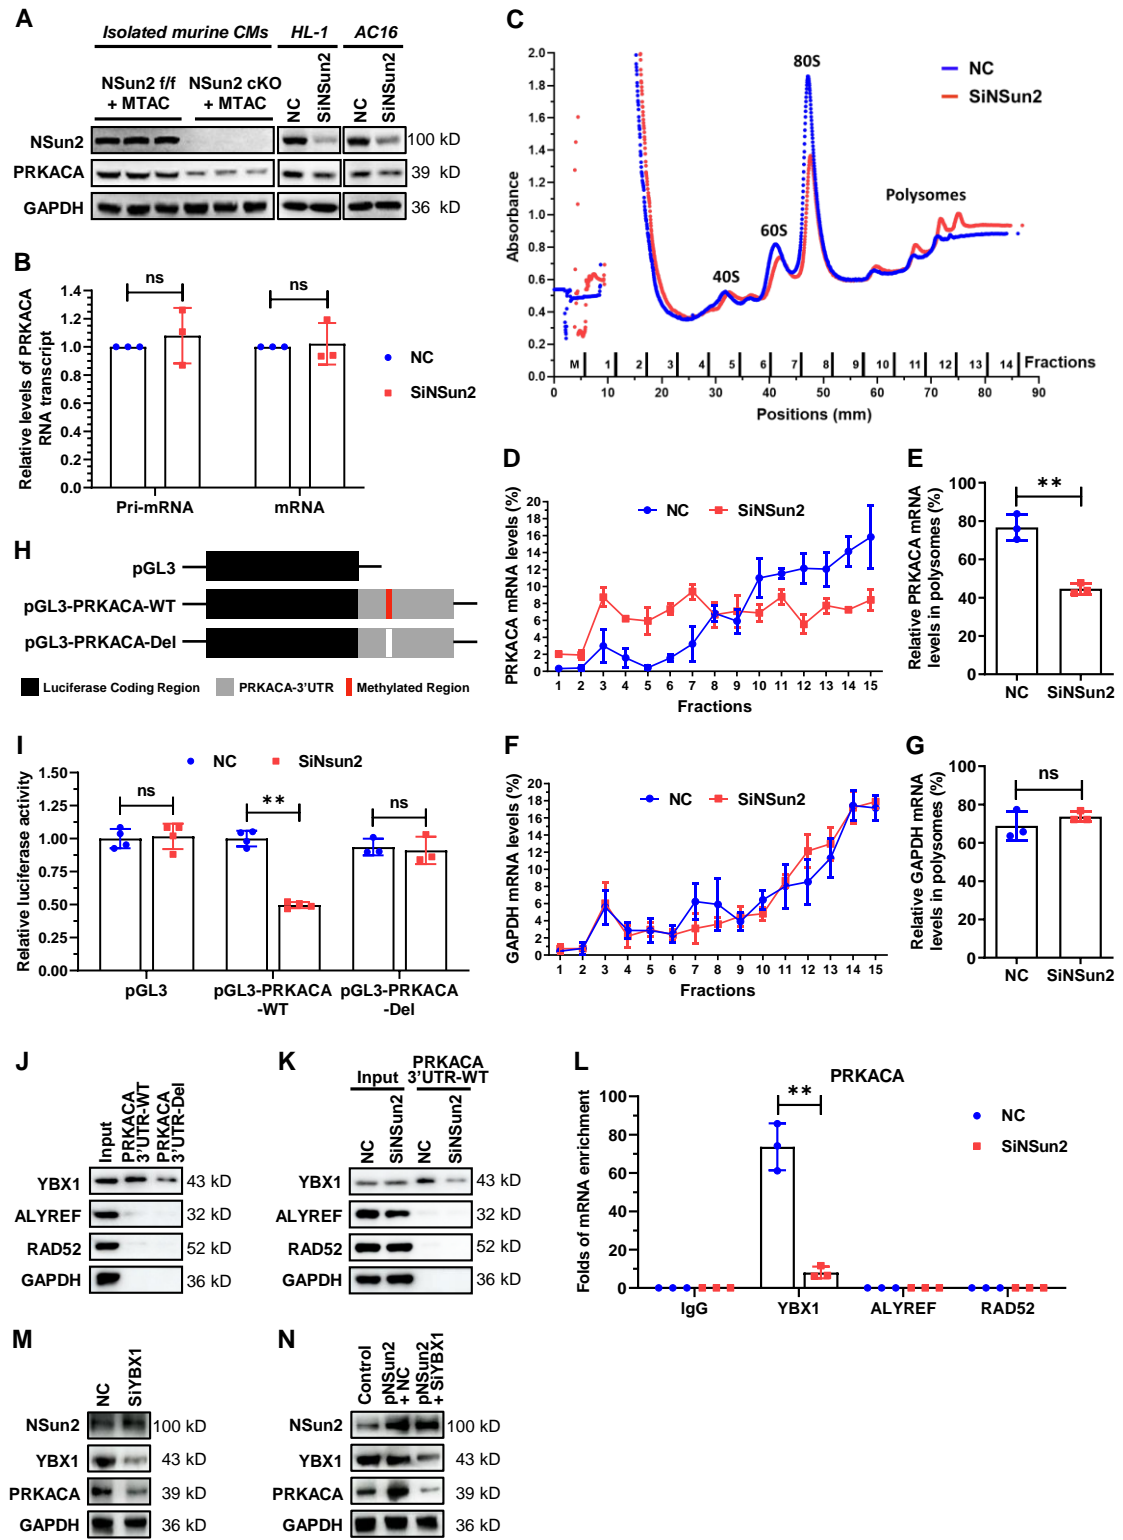 A
Isolated murine CMs
HL-1
AC16
NSun2 f/f
+ MTAC
NSun2 cKO
+ MTAC
NC
SiNSun2
NC
SiNSun2
NSun2
100 kD
PRKACA
39 kD
GAPDH
36 kD
B
Relative levels of PRKACA
RNA transcript
1.4
1.2
1.0
0.8
0.6
0.4
0.2
0.0
ns
ns
Pri-mRNA
mRNA
NC
SiNSun2
C
Absorbance
2.0
1.8
1.6
1.4
1.2
1.0
0.8
0.6
0.4
0.2
0.0
NC
SiNSun2
40S
60S
80S
Polysomes
M 1 2 3 4 5 6 7 8 9 10 11 12 13 14 Fractions
0 10 20 30 40 50 60 70 80 90
Positions (mm)
D
PRKACA mRNA levels (%)
20
18
16
14
12
10
8
6
4
2
0
NC
SiNSun2
1 2 3 4 5 6 7 8 9 10 11 12 13 14 15
Fractions
E
Relative PRKACA mRNA
levels in polysomes (%)
100
80
60
40
20
0
**
NC
SiNSun2
H
pGL3
pGL3-PRKACA-WT
pGL3-PRKACA-Del
Luciferase Coding Region
PRKACA-3'UTR
Methylated Region
I
NC
SiNsun2
Relative luciferase activity
1.50
1.25
1.00
0.75
0.50
0.25
0.00
ns
**
ns
pGL3
pGL3-PRKACA
-WT
pGL3-PRKACA
-Del
F
GAPDH mRNA levels (%)
20
18
16
14
12
10
8
6
4
2
0
NC
SiNSun2
1 2 3 4 5 6 7 8 9 10 11 12 13 14 15
Fractions
G
Relative GAPDH mRNA
levels in polysomes (%)
100
80
60
40
20
0
ns
NC
SiNSun2
J
Input
PRKACA
3'UTR-WT
PRKACA
3'UTR-Del
YBX1
43 kD
ALYREF
32 kD
RAD52
52 kD
GAPDH
36 kD
K
Input
PRKACA
3'UTR-WT
NC
SiNSun2
NC
SiNSun2
YBX1
43 kD
ALYREF
32 kD
RAD52
52 kD
GAPDH
36 kD
L
PRKACA
Folds of mRNA enrichment
100
80
60
40
20
0
**
NC
SiNSun2
IgG
YBX1
ALYREF
RAD52
M
NC
SiYBX1
NSun2
100 kD
YBX1
43 kD
PRKACA
39 kD
GAPDH
36 kD
N
Control
pNSun2
+ NC
pNSun2
+ SiYBX1
NSun2
100 kD
YBX1
43 kD
PRKACA
39 kD
GAPDH
36 kD